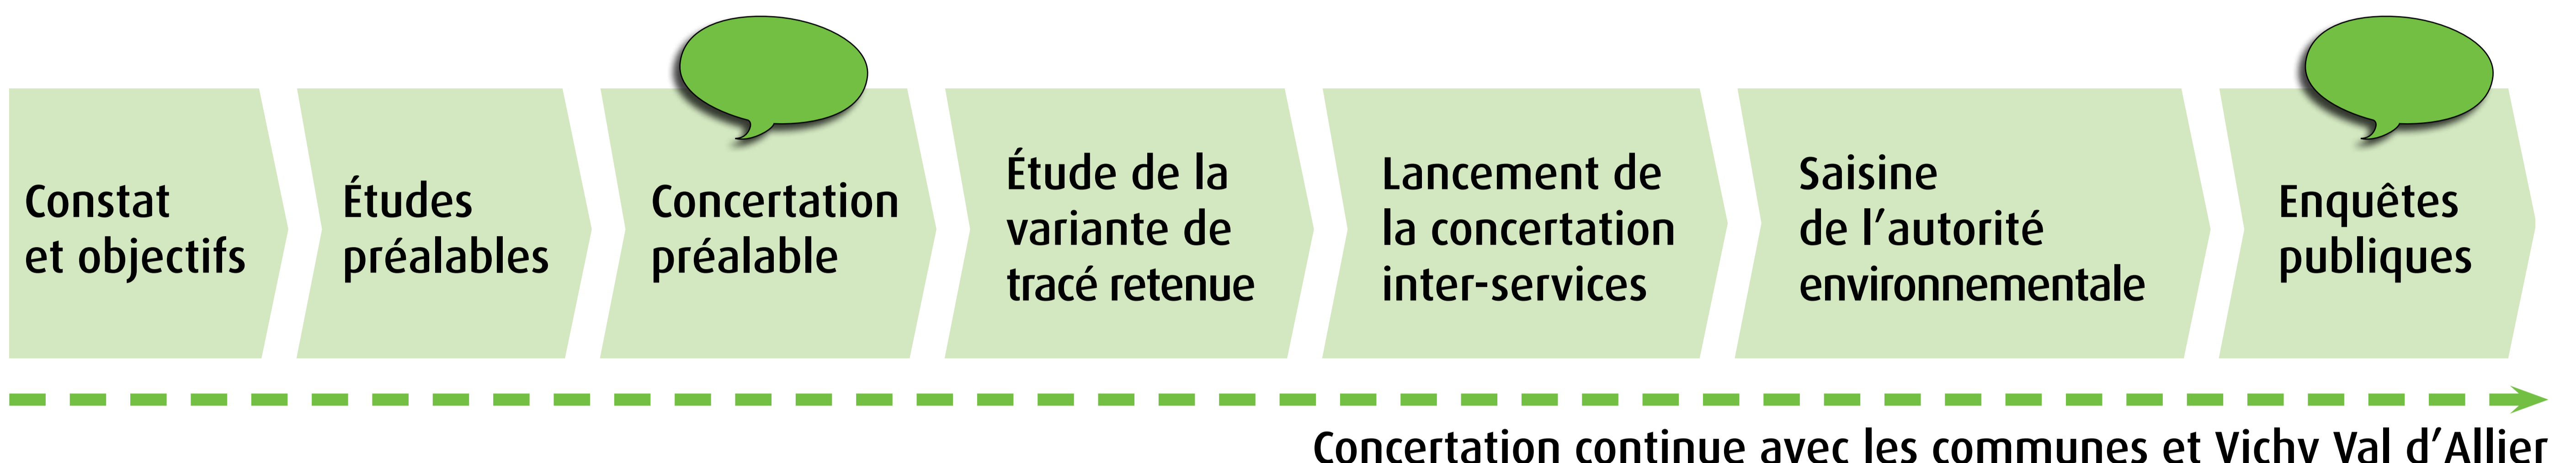 Constat
et objectifs
Études
préalables
Concertation
préalable
Étude de la
variante de
tracé retenue
Lancement de
la concertation
inter-services
Saisine
de l’autorité
environnementale
Enquêtes
publiques
Concertation continue avec les communes et Vichy Val d’Allier